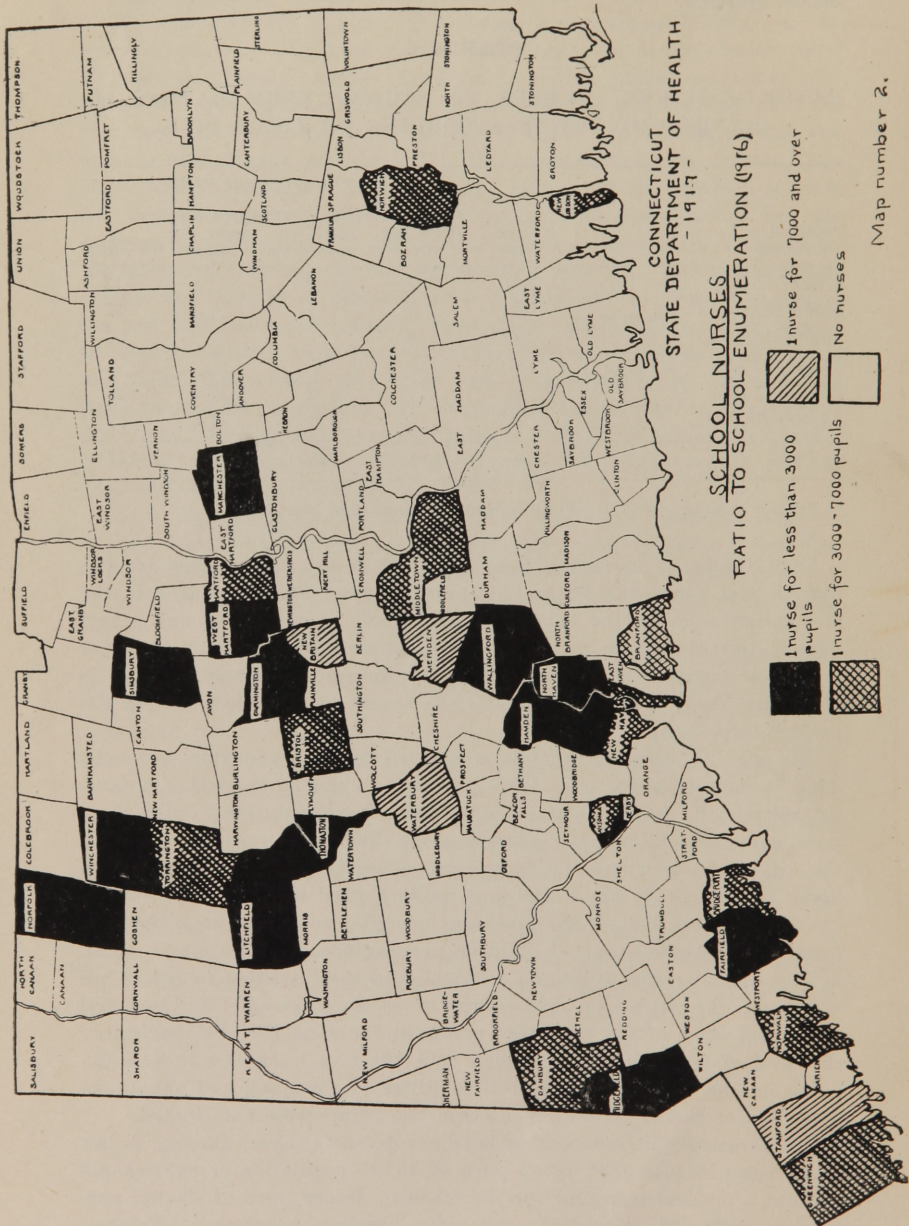 CONNECTICUT
STATE DEPARTMENT OF HEALTH
- 1917 -
SCHOOL NURSES
RATIO TO SCHOOL ENUMERATION (1916)
1 nurse for less than 3000
pupils
1 nurse for 3000 - 7000 pupils
1 nurse for 7000 and over
No nurses
Map number 2.
SALISBURY
NORTH
CANAAN
CANAAN
NORFOLK
COLEBROOK
HARTLAND
GRANBY
SUFFIELD
EAST
GRANBY
ENFIELD
SOMERS
STAFFORD
UNION
WOODSTOCK
THOMPSON
SHARON
CORNWALL
GOSHEN
WINCHESTER
BARKHAMSTED
TORRINGTON
NEW HARTFORD
CANTON
SIMSBURY
BLOOMFIELD
WINDSOR
WINDSOR
LOCKS
EAST
WINDSOR
SOUTH WINDSOR
ELLINGTON
VERNON
TOLLAND
WILLINGTON
ASHFORD
EASTFORD
POMFRET
PUTNAM
KILLINGLY
KENT
WARREN
LITCHFIELD
MORRIS
HARWINTON
BURLINGTON
AVON
FARMINGTON
WEST
HARTFORD
HARTFORD
EAST
HARTFORD
MANCHESTER
BOLTON
COVENTRY
ANDOVER
COLUMBIA
MANSFIELD
CHAPLIN
HAMPTON
BROOKLYN
WINDHAM
SCOTLAND
CANTERBURY
PLAINFIELD
STERLING
NEW MILFORD
WASHINGTON
BETHLEHEM
WATERTOWN
THOMASTON
PLYMOUTH
BRISTOL
PLAINVILLE
NEW
BRITAIN
NEWINGTON
WETHERSFIELD
ROCKY HILL
GLASTONBURY
HEBRON
MARLBOROUGH
LEBANON
FRANKLIN
SPRAGUE
LISBON
GRISWOLD
VOLUNTOWN
SHERMAN
NEW
FAIRFIELD
BRIDGE-
WATER
ROXBURY
WOODBURY
MIDDLEBURY
WATERBURY
WOLCOTT
SOUTHINGTON
BERLIN
CROMWELL
PORTLAND
EAST
HAMPTON
COLCHESTER
BOZRAH
NORWICH
PRESTON
NORTH
STONINGTON
BROOKFIELD
SOUTHBURY
OXFORD
NAUGATUCK
PROSPECT
CHESHIRE
MERIDEN
MIDDLETOWN
MIDDLEFIELD
EAST
HADDAM
SALEM
MONTVILLE
LEDYARD
DANBURY
BETHEL
NEWTOWN
SEYMOUR
BEACON
FALLS
BETHANY
WALLINGFORD
DURHAM
HADDAM
CHESTER
LYME
EAST
LYME
WATERFORD
GROTON
STONINGTON
RIDGEFIELD
REDDING
MONROE
SHELTON
DERBY
WOODBRIDGE
HAMDEN
NORTH
HAVEN
NORTH
BRANFORD
GUILFORD
MADISON
KILLINGWORTH
SAYBROOK
ESSEX
WESTBROOK
CLINTON
OLD
SAYBROOK
OLD LYME
WILTON
WESTON
EASTON
TRUMBULL
STRAT-
FORD
MILFORD
ORANGE
NEW HAVEN
EAST
HAVEN
BRANFORD
NEW
CANAAN
WESTPORT
FAIRFIELD
GREENWICH
STAMFORD
DARIEN
NORWALK